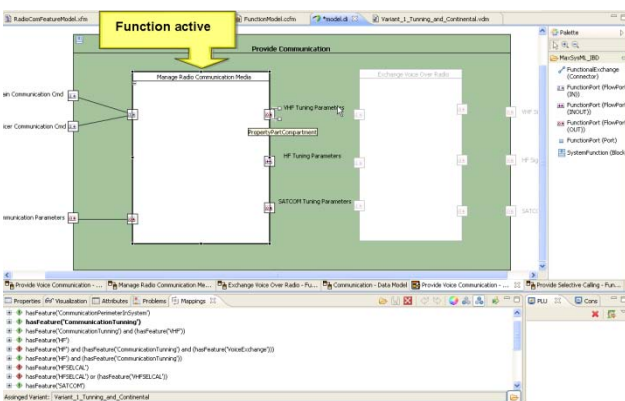 RadioComFeatureModel.xfm
FunctionModel.ccfm
*model.di
Variant_1_Tunning_and_Continental.vdm
Function active
Provide Communication
Manage Radio Communication Media
Exchange Voice Over Radio
Communication Cmd
Communication Cmd
VHF Tuning Parameters
PropertyPartCompartment
HF Tuning Parameters
SATCOM Tuning Parameters
Communication Parameters
VHF
HF Sig
SATCO
Palette
MaxSysML_IBD
FunctionalExchange
(Connector)
FunctionPort (FlowPort
(IN))
FunctionPort (FlowPort
(INOUT))
FunctionPort (FlowPort
(OUT))
FunctionPort (Port)
SystemFunction (Block
Provide Voice Communication - ...
Manage Radio Communication Me...
Exchange Voice Over Radio - Fu...
Communication - Data Model
Provide Voice Communication - ...
Provide Selective Calling - Fun...
Properties
Visualization
Attributes
Problems
Mappings
PLU
Cons
hasFeature('CommunicationPerimeterInSystem')
hasFeature('CommunicationTunning')
hasFeature('CommunicationTunning') and (hasFeature('VHF'))
hasFeature('HF')
hasFeature('HF') and (hasFeature('CommunicationTunning') and (hasFeature('VoiceExchange')))
hasFeature('HF') and (hasFeature('CommunicationTunning'))
hasFeature('HFSELCAL')
hasFeature('HFSELCAL') or (hasFeature('VHFSELCAL'))
hasFeature('SATCOM')
Assinged Variant: Variant_1_Tunning_and_Continental